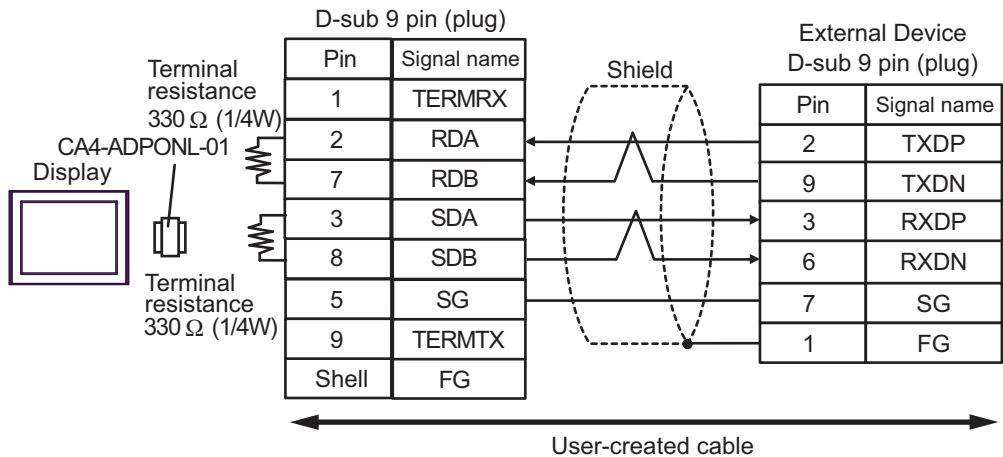 D-sub 9 pin (plug)
Pin Signal name
1 TERMRX
2 RDA
7 RDB
3 SDA
8 SDB
5 SG
9 TERMTX
Shell FG
Terminal
resistance
330 Ω (1/4W)
CA4-ADPONL-01
Display
Terminal
resistance
330 Ω (1/4W)
Shield
External Device
D-sub 9 pin (plug)
Pin Signal name
2 TXDP
9 TXDN
3 RXDP
6 RXDN
7 SG
1 FG
User-created cable